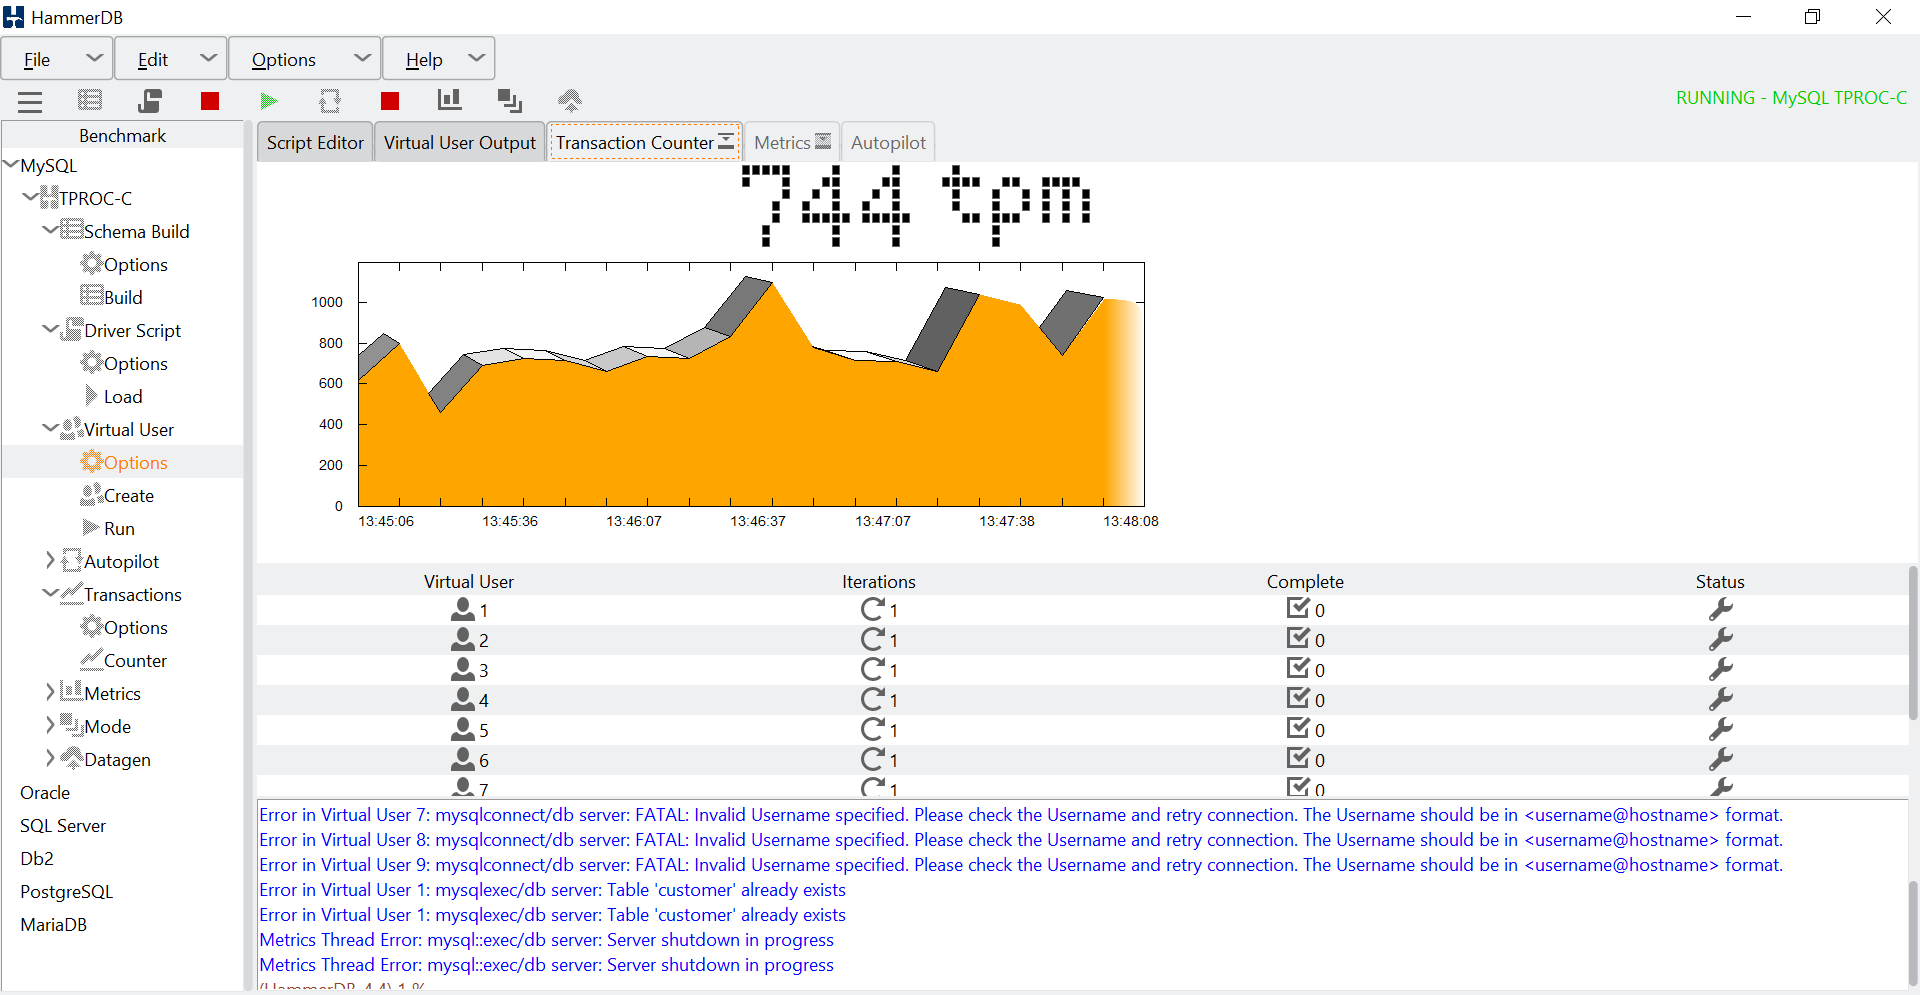 HammerDB
File Edit Options Help
RUNNING - MySQL TPROC-C
Benchmark
MySQL
TPROC-C
Schema Build
Options
Build
Driver Script
Options
Load
Virtual User
Options
Create
Run
Autopilot
Transactions
Options
Counter
Metrics
Mode
Datagen
Oracle
SQL Server
Db2
PostgreSQL
MariaDB
Script Editor Virtual User Output Transaction Counter Metrics Autopilot
744 tpm
1000
800
600
400
200
0
13:45:06 13:45:36 13:46:07 13:46:37 13:47:07 13:47:38 13:48:08
Virtual User Iterations Complete Status
1 1 0
2 1 0
3 1 0
4 1 0
5 1 0
6 1 0
7 1 0
Error in Virtual User 7: mysqlconnect/db server: FATAL: Invalid Username specified. Please check the Username and retry connection. The Username should be in <username@hostname> format.
Error in Virtual User 8: mysqlconnect/db server: FATAL: Invalid Username specified. Please check the Username and retry connection. The Username should be in <username@hostname> format.
Error in Virtual User 9: mysqlconnect/db server: FATAL: Invalid Username specified. Please check the Username and retry connection. The Username should be in <username@hostname> format.
Error in Virtual User 1: mysqlexec/db server: Table 'customer' already exists
Error in Virtual User 1: mysqlexec/db server: Table 'customer' already exists
Metrics Thread Error: mysql::exec/db server: Server shutdown in progress
Metrics Thread Error: mysql::exec/db server: Server shutdown in progress
(HammerDB-4.4) 1 %